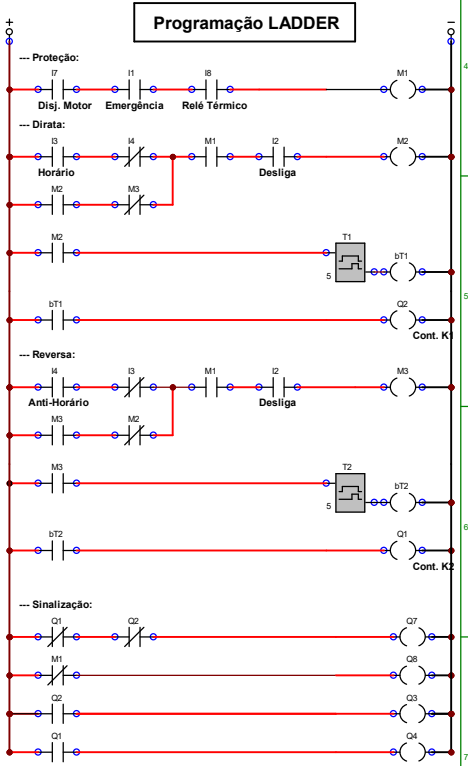 Programação LADDER
+ −
--- Proteção:
I7 I1 I8 M1
Disj. Motor Emergência Relé Térmico
4
--- Dirata:
I3 I4 M1 I2 M2
Horário Desliga
M2 M3
M2 T1 bT1
5
5
bT1 Q2
Cont. K1
--- Reversa:
I4 I3 M1 I2 M3
Anti-Horário Desliga
M3 M2
M3 T2 bT2
5
6
bT2 Q1
Cont. K2
--- Sinalização:
Q1 Q2 Q7
M1 Q8
Q2 Q3
Q1 Q4
7